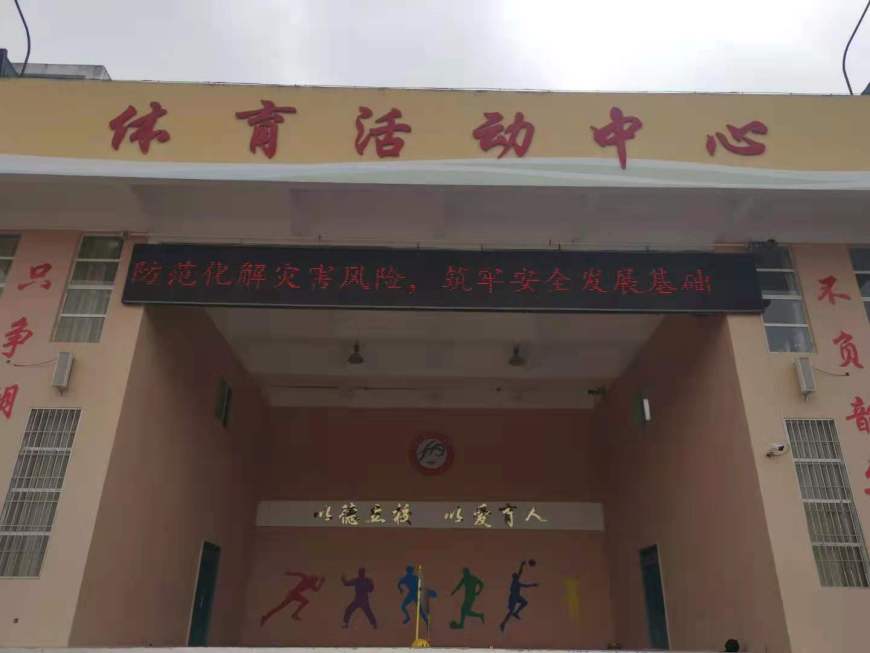 体育活动中心
防范化解灾害风险，筑牢安全发展基础
只争朝
不负韶
以德立校 以爱育人